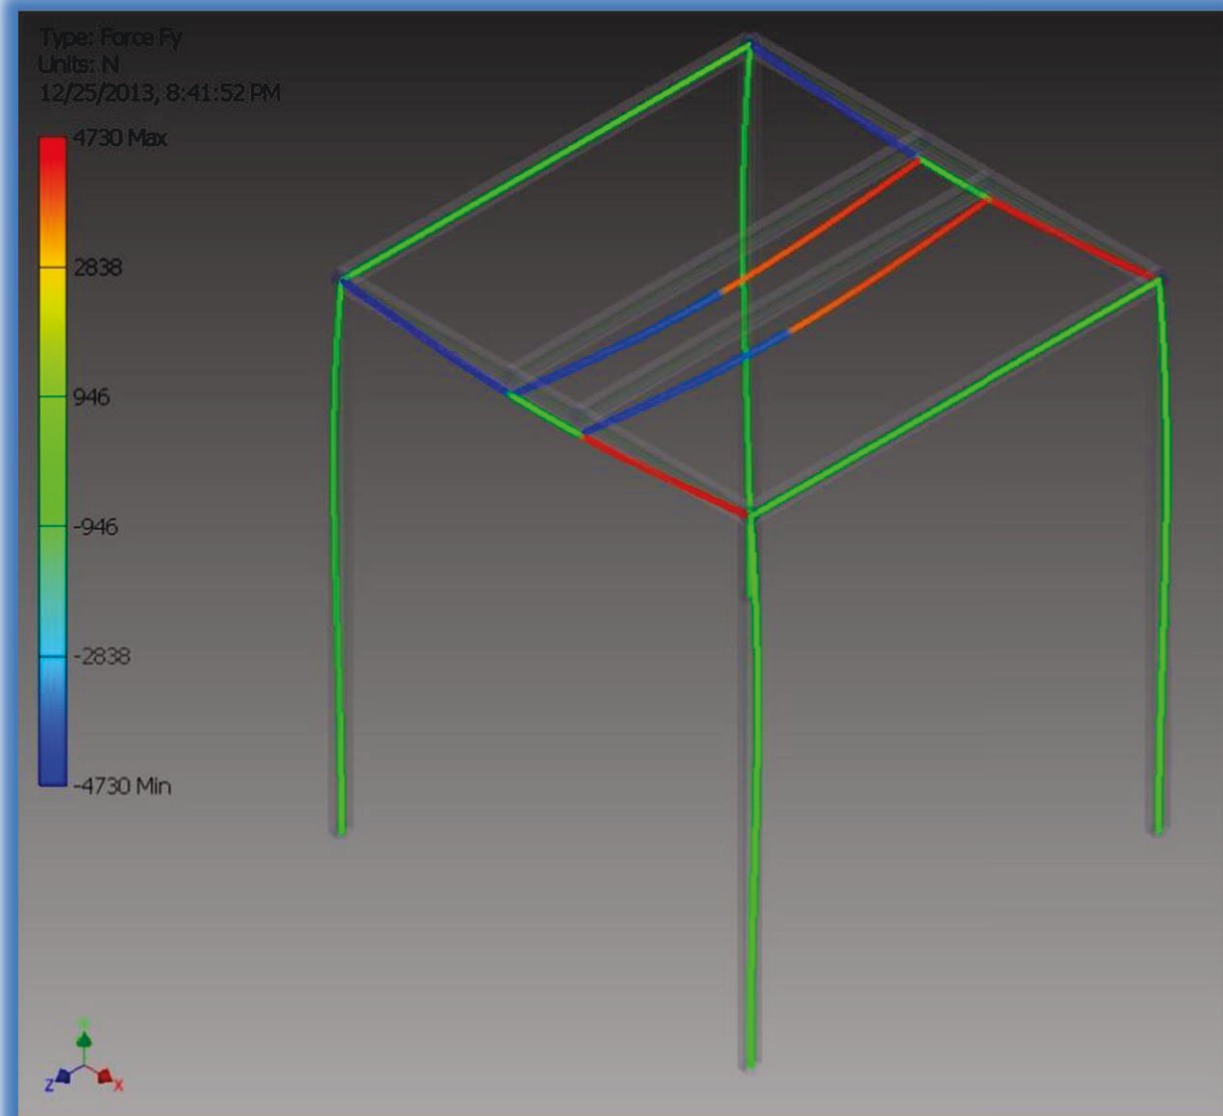 Type: Force Fy
Units: N
12/25/2013, 8:41:52 PM
4730 Max
2838
946
-946
-2838
-4730 Min
Y
Z
X